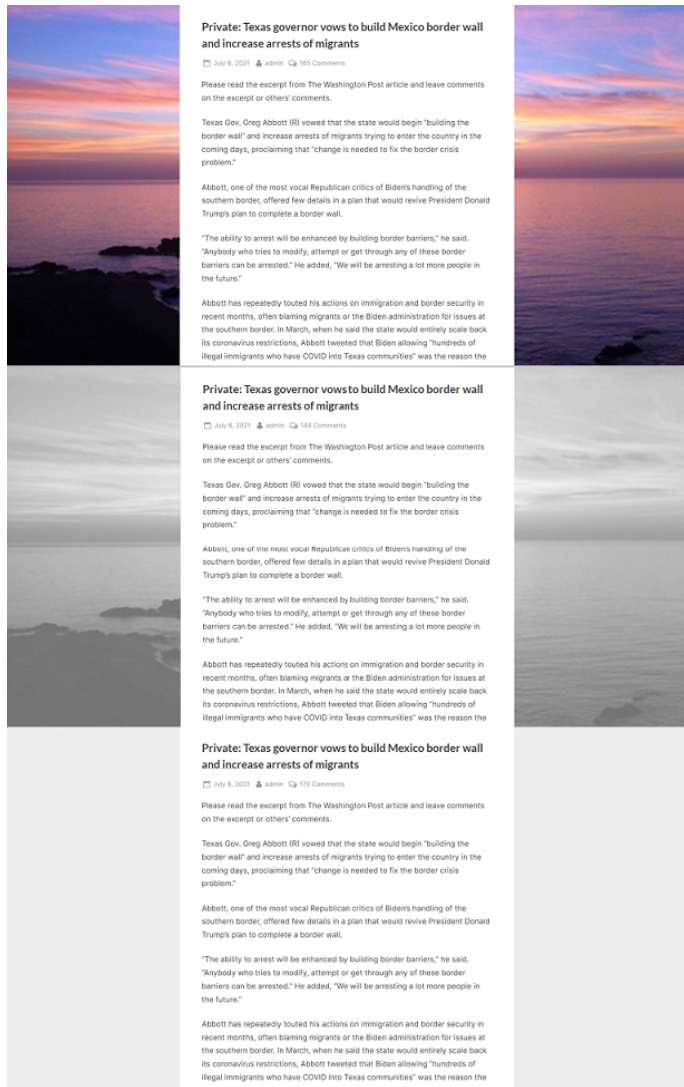 Private: Texas governor vows to build Mexico border wall
and increase arrests of migrants
July 6, 2021 admin 165 Comments
Please read the excerpt from The Washington Post article and leave comments
on the excerpt or others' comments.
Texas Gov. Greg Abbott (R) vowed that the state would begin "building the
border wall" and increase arrests of migrants trying to enter the country in the
coming days, proclaiming that "change is needed to fix the border crisis
problem."
Abbott, one of the most vocal Republican critics of Biden's handling of the
southern border, offered few details in a plan that would revive President Donald
Trump's plan to complete a border wall.
"The ability to arrest will be enhanced by building border barriers," he said.
"Anybody who tries to modify, attempt or get through any of these border
barriers can be arrested." He added, "We will be arresting a lot more people in
the future."
Abbott has repeatedly touted his actions on immigration and border security in
recent months, often blaming migrants or the Biden administration for issues at
the southern border. In March, when he said the state would entirely scale back
its coronavirus restrictions, Abbott tweeted that Biden allowing "hundreds of
illegal immigrants who have COVID into Texas communities" was the reason the
Private: Texas governor vows to build Mexico border wall
and increase arrests of migrants
July 6, 2021 admin 148 Comments
Please read the excerpt from The Washington Post article and leave comments
on the excerpt or others' comments.
Texas Gov. Greg Abbott (R) vowed that the state would begin "building the
border wall" and increase arrests of migrants trying to enter the country in the
coming days, proclaiming that "change is needed to fix the border crisis
problem."
Abbott, one of the most vocal Republican critics of Biden's handling of the
southern border, offered few details in a plan that would revive President Donald
Trump's plan to complete a border wall.
"The ability to arrest will be enhanced by building border barriers," he said.
"Anybody who tries to modify, attempt or get through any of these border
barriers can be arrested." He added, "We will be arresting a lot more people in
the future."
Abbott has repeatedly touted his actions on immigration and border security in
recent months, often blaming migrants or the Biden administration for issues at
the southern border. In March, when he said the state would entirely scale back
its coronavirus restrictions, Abbott tweeted that Biden allowing "hundreds of
illegal immigrants who have COVID into Texas communities" was the reason the
Private: Texas governor vows to build Mexico border wall
and increase arrests of migrants
July 6, 2021 admin 170 Comments
Please read the excerpt from The Washington Post article and leave comments
on the excerpt or others' comments.
Texas Gov. Greg Abbott (R) vowed that the state would begin "building the
border wall" and increase arrests of migrants trying to enter the country in the
coming days, proclaiming that "change is needed to fix the border crisis
problem."
Abbott, one of the most vocal Republican critics of Biden's handling of the
southern border, offered few details in a plan that would revive President Donald
Trump's plan to complete a border wall.
"The ability to arrest will be enhanced by building border barriers," he said.
"Anybody who tries to modify, attempt or get through any of these border
barriers can be arrested." He added, "We will be arresting a lot more people in
the future."
Abbott has repeatedly touted his actions on immigration and border security in
recent months, often blaming migrants or the Biden administration for issues at
the southern border. In March, when he said the state would entirely scale back
its coronavirus restrictions, Abbott tweeted that Biden allowing "hundreds of
illegal immigrants who have COVID into Texas communities" was the reason the